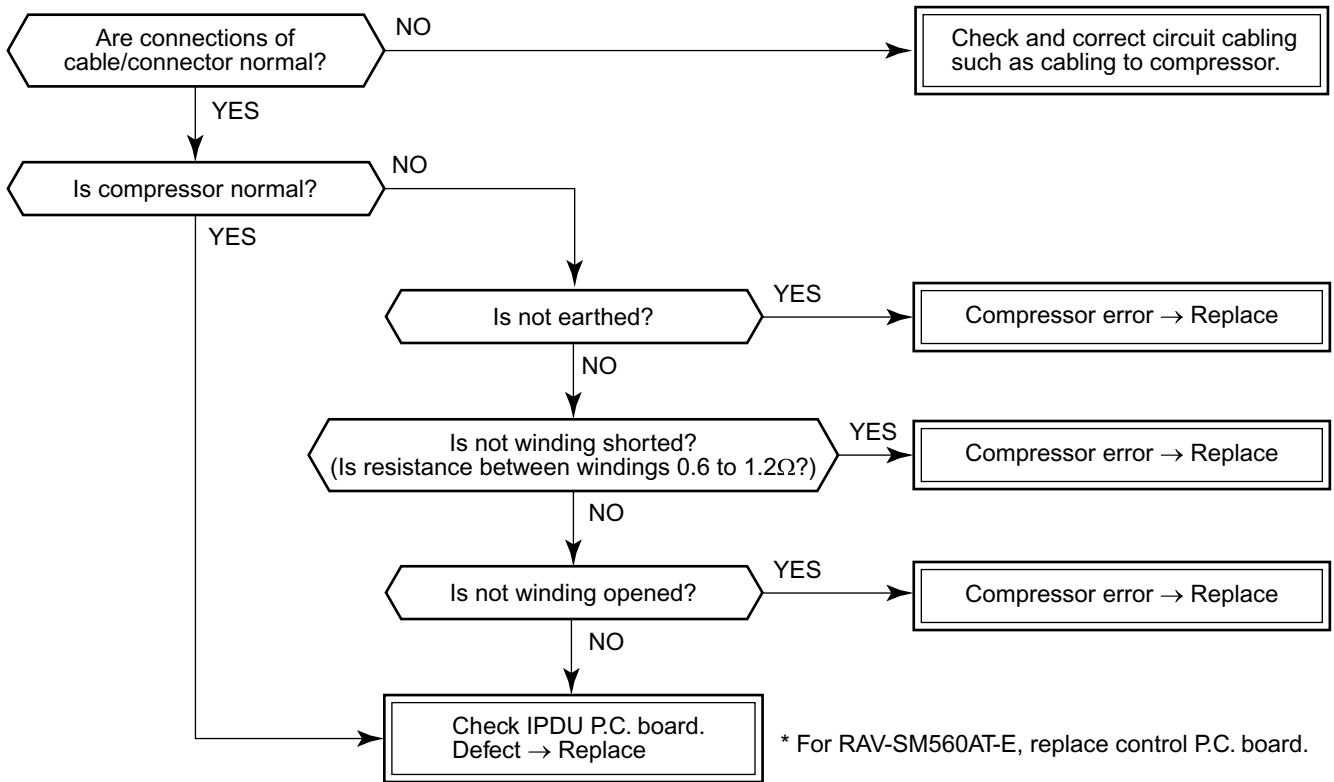 Are connections of
cable/connector normal?
NO
Check and correct circuit cabling
such as cabling to compressor.
YES
Is compressor normal?
NO
YES
Is not earthed?
YES
Compressor error → Replace
NO
Is not winding shorted?
(Is resistance between windings 0.6 to 1.2Ω?)
YES
Compressor error → Replace
NO
Is not winding opened?
YES
Compressor error → Replace
NO
Check IPDU P.C. board.
Defect → Replace
* For RAV-SM560AT-E, replace control P.C. board.